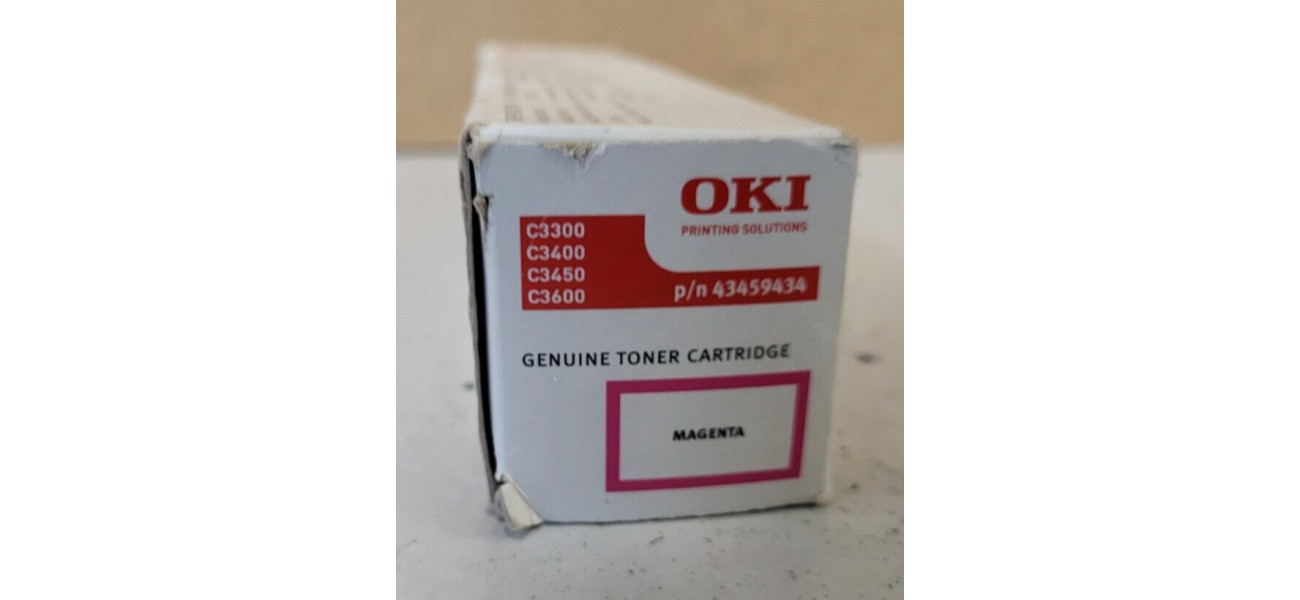 OKI
PRINTING SOLUTIONS
C3300
C3400
C3450
C3600
p/n 43459434
GENUINE TONER CARTRIDGE
MAGENTA